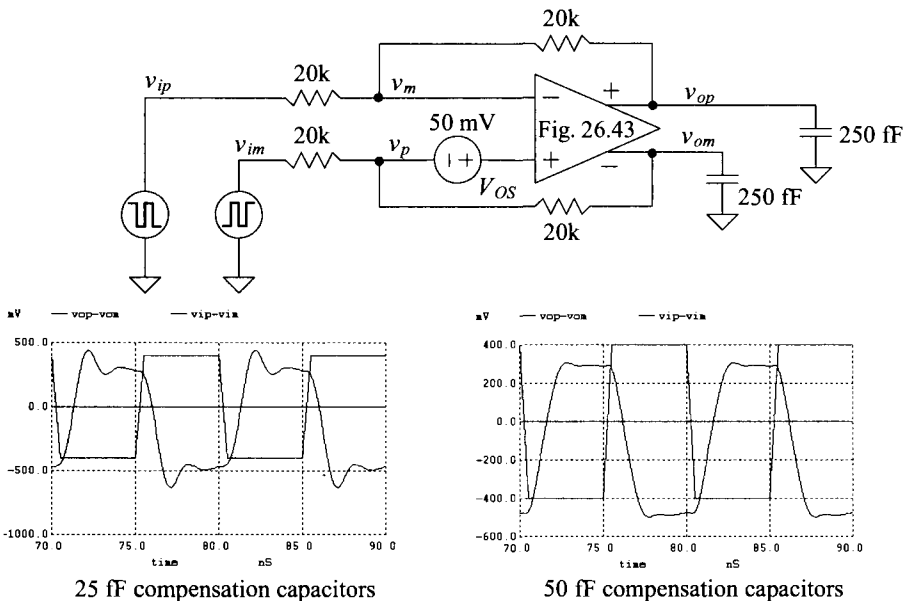 20k
20k
v_ip
v_m
+
−
v_op
20k
50 mV
Fig. 26.43
v_im
v_p
− +
+
v_om
250 fF
−
V_OS
250 fF
20k
mV — vop-vom — vip-vim
500.0
0.0
-500.0
-1000.0
70.0 75.0 80.0 85.0 90.0
time nS
25 fF compensation capacitors
mV — vop-vom — vip-vim
400.0
200.0
0.0
-200.0
-400.0
-600.0
70.0 75.0 80.0 85.0 90.0
time nS
50 fF compensation capacitors